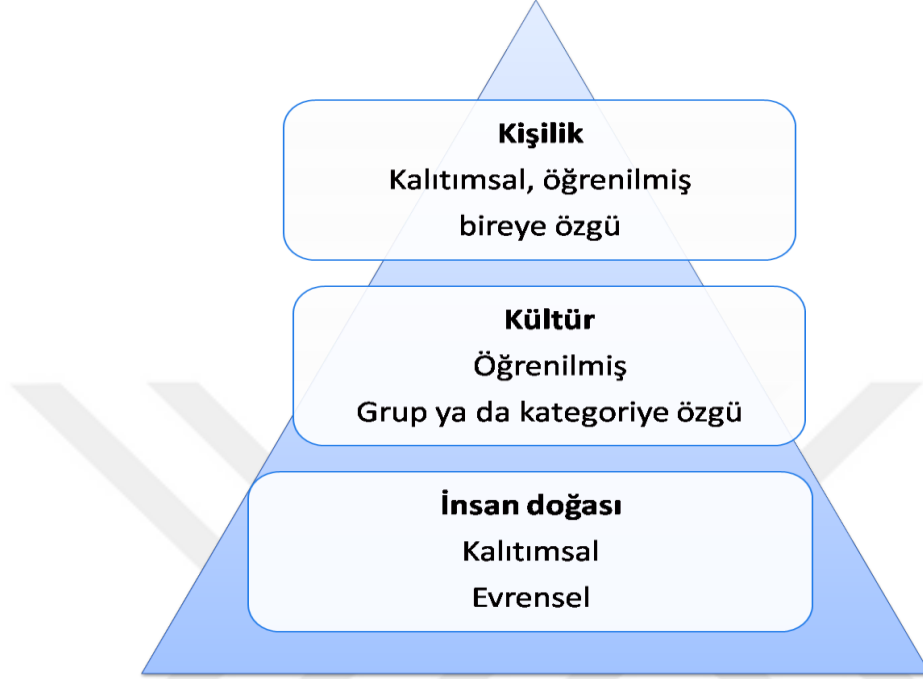 Kişilik
Kalıtımsal, öğrenilmiş
bireye özgü
Kültür
Öğrenilmiş
Grup ya da kategoriye özgü
İnsan doğası
Kalıtımsal
Evrensel